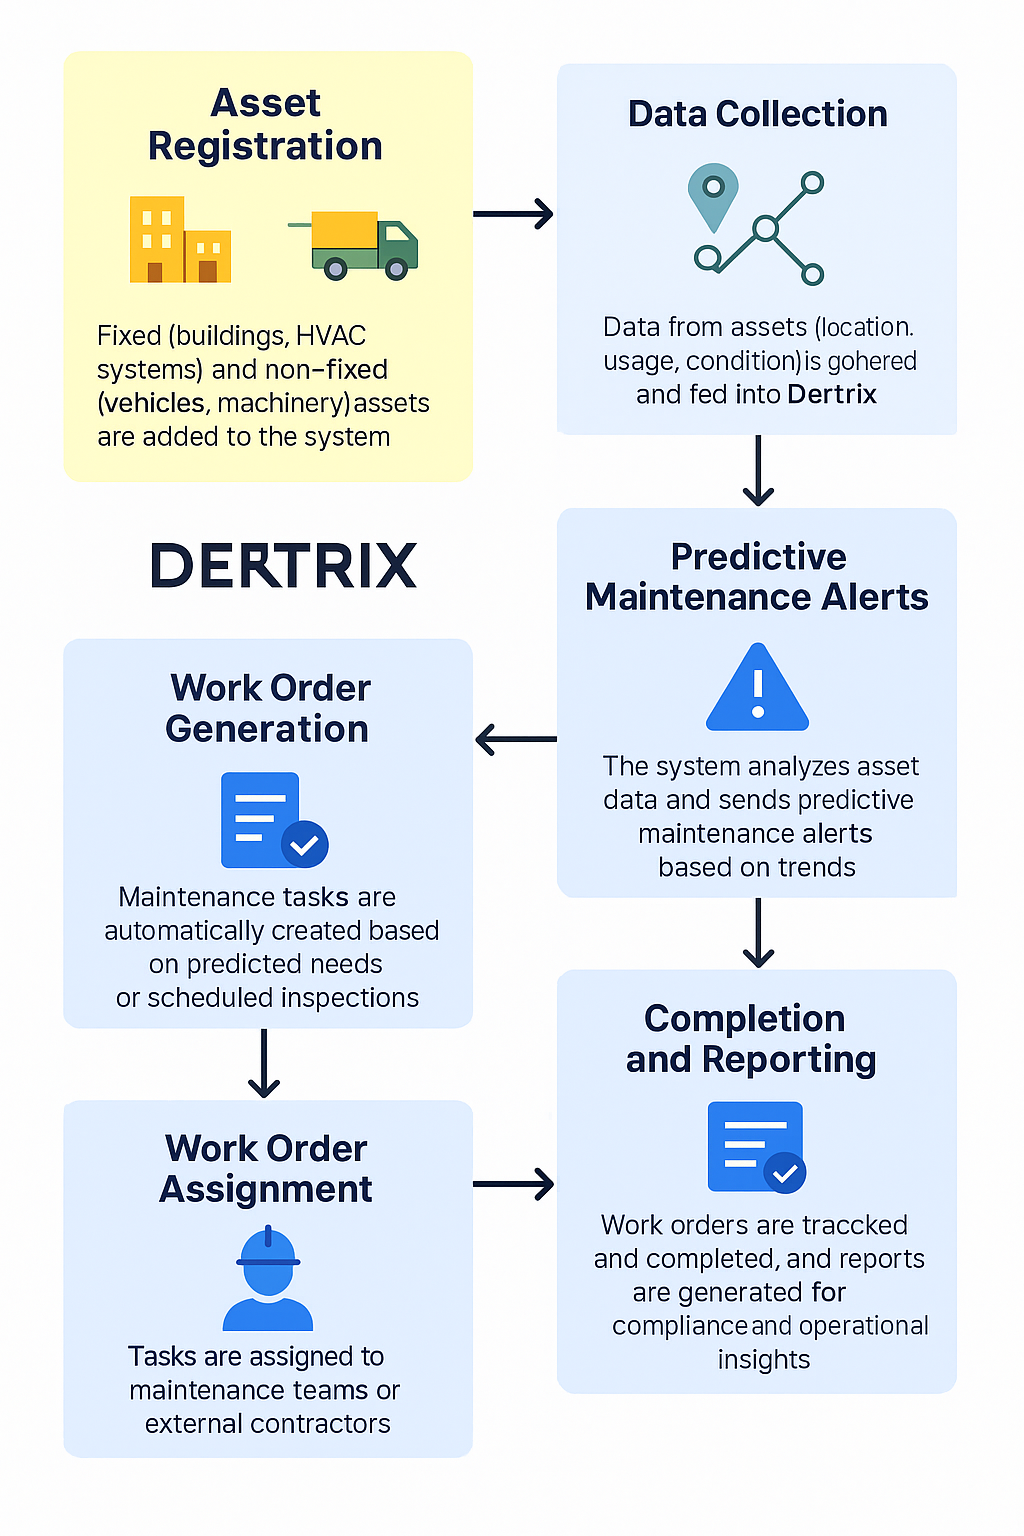 Asset
Registration
Fixed (buildings, HVAC
systems) and non-fixed
(vehicles, machinery) assets
are added to the system
Data Collection
Data from assets (location.
usage, condition) is gohered
and fed into Dertrix
Predictive
Maintenance Alerts
The system analyzes asset
data and sends predictive
maintenance alerts
based on trends
DERTRIX
Work Order
Generation
Maintenance tasks are
automatically created based
on predicted needs
or scheduled inspections
Work Order
Assignment
Tasks are assigned to
maintenance teams or
external contractors
Completion
and Reporting
Work orders are traccked
and completed, and reports
are generated for
compliance and operational
insights